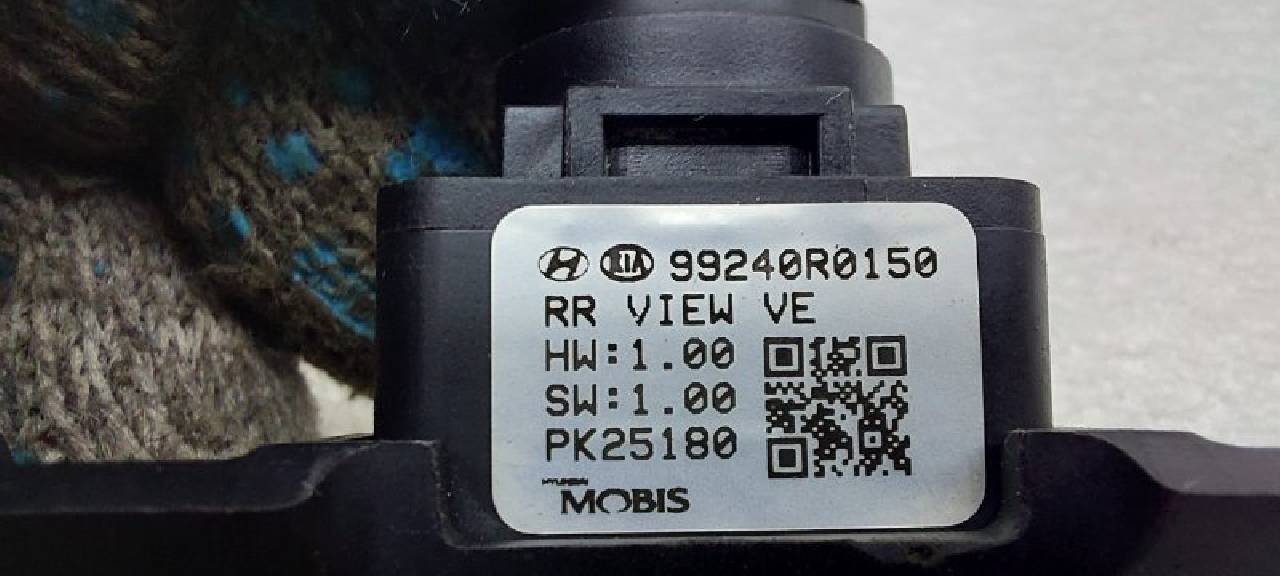 KIA 99240R0150
RR VIEW VE
HW:1.00
SW:1.00
PK25180
HYUNDAI
MOBIS